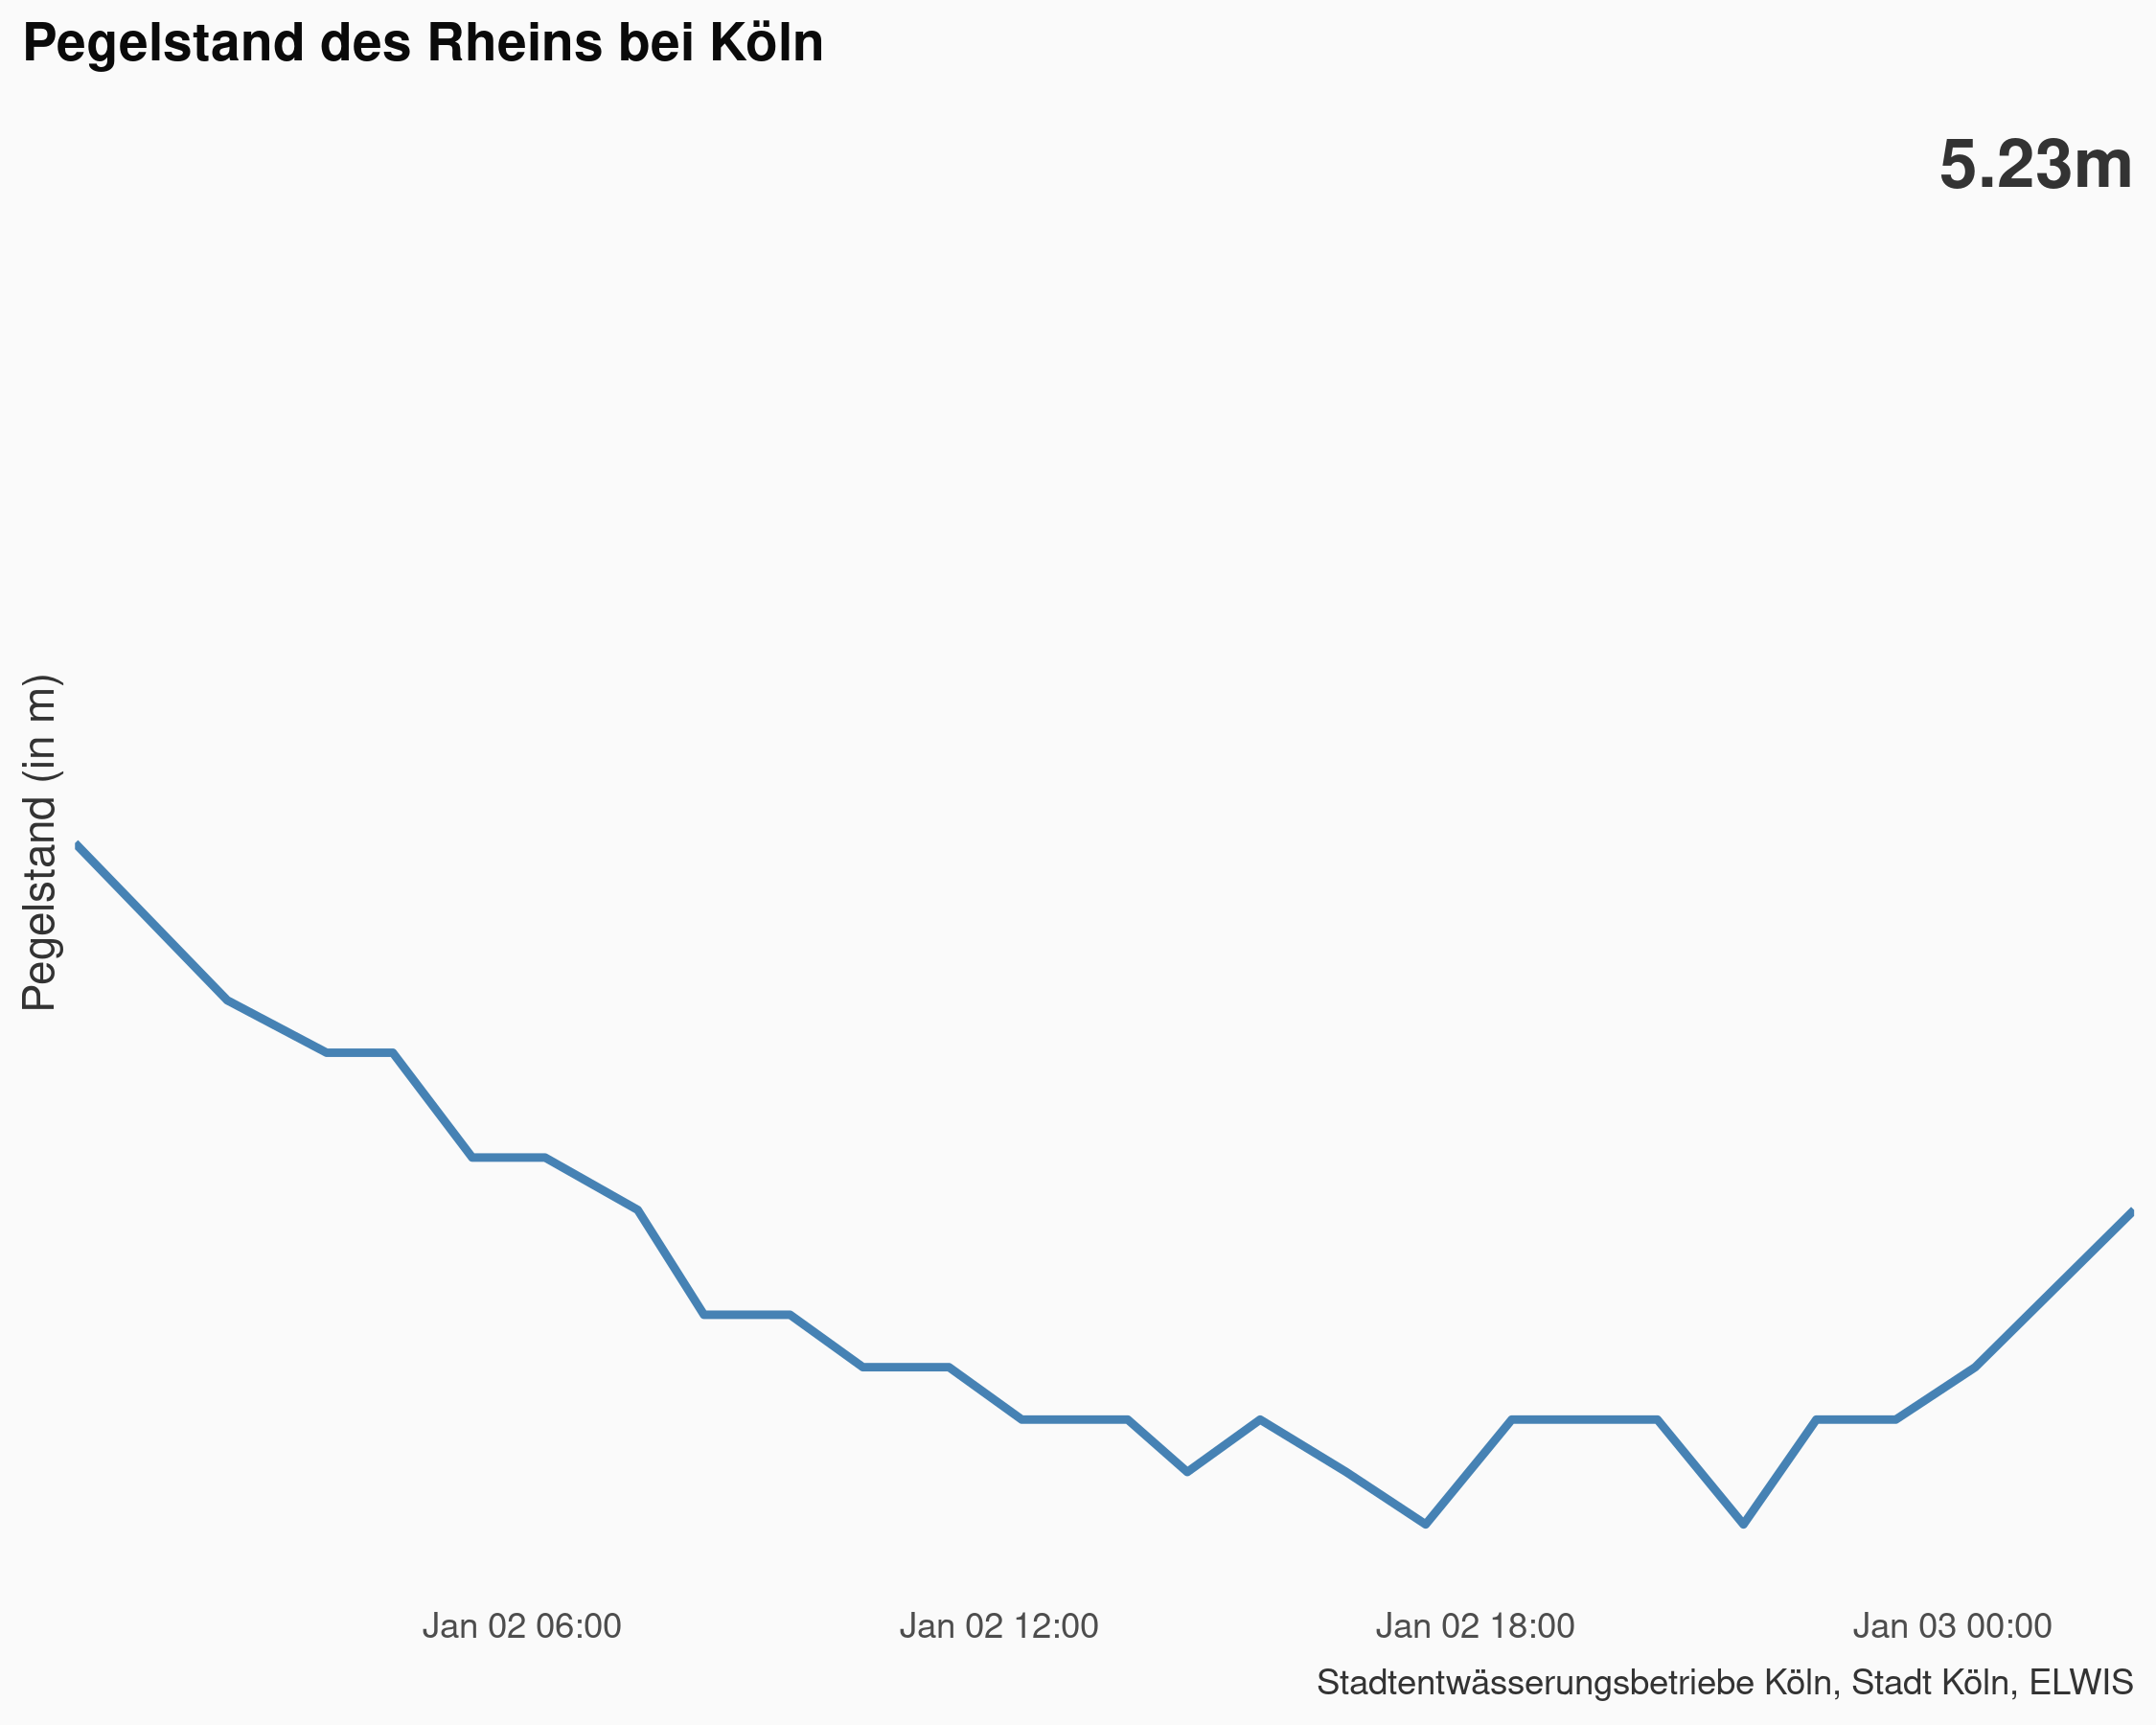 Pegelstand des Rheins bei Köln
5.23m
Pegelstand (in m)
Jan 02 06:00
Jan 02 12:00
Jan 02 18:00
Jan 03 00:00
Stadtentwässerungsbetriebe Köln, Stadt Köln, ELWIS